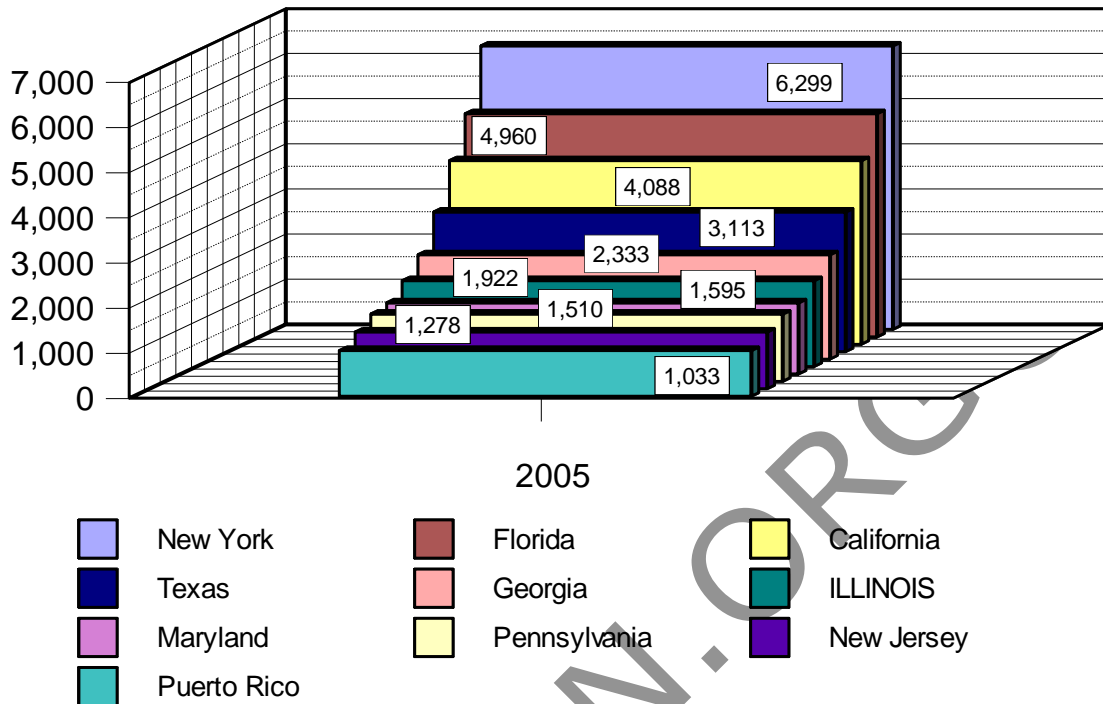 7,000
6,000
5,000
4,000
3,000
2,000
1,000
0
6,299
4,960
4,088
3,113
2,333
1,922
1,595
1,510
1,278
1,033
2005
New York
Florida
California
Texas
Georgia
ILLINOIS
Maryland
Pennsylvania
New Jersey
Puerto Rico
N.ORG